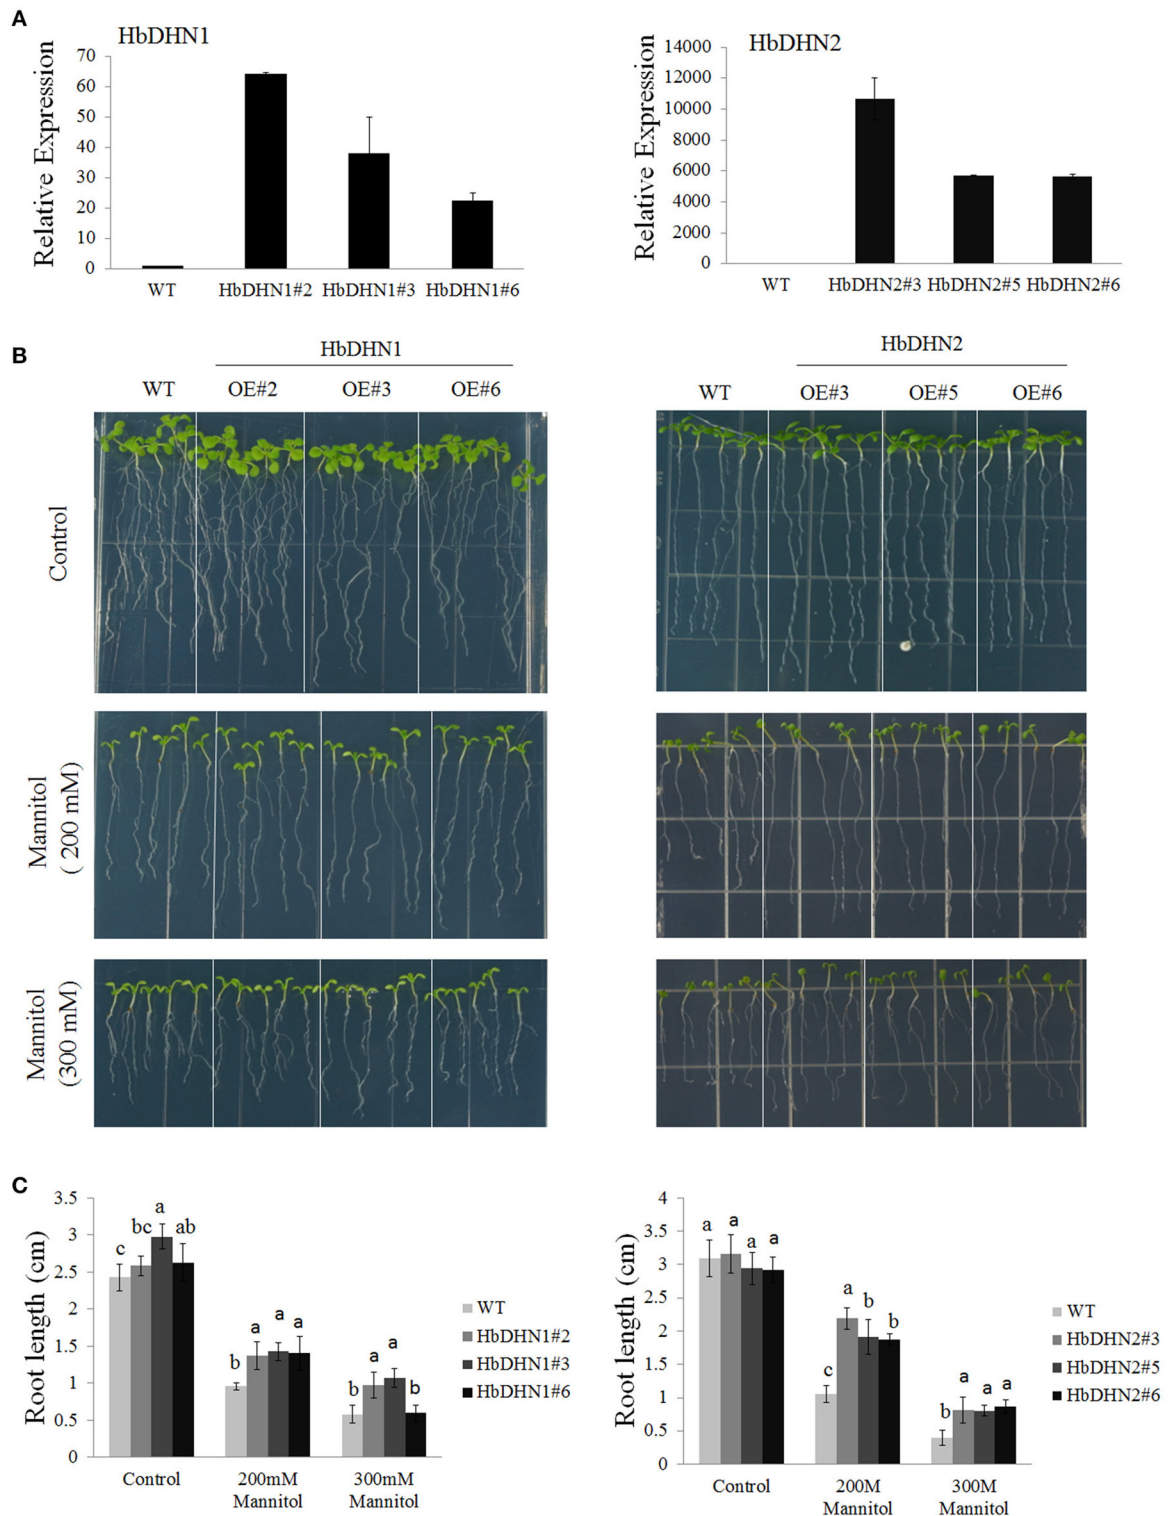 A
HbDHN1
Relative Expression
70
60
50
40
30
20
10
0
WT
HbDHN1#2
HbDHN1#3
HbDHN1#6
HbDHN2
Relative Expression
14000
12000
10000
8000
6000
4000
2000
0
WT
HbDHN2#3
HbDHN2#5
HbDHN2#6
B
HbDHN1
WT
OE#2
OE#3
OE#6
HbDHN2
WT
OE#3
OE#5
OE#6
Control
Mannitol
( 200 mM)
Mannitol
(300 mM)
C
Root length (cm)
3.5
3
2.5
2
1.5
1
0.5
0
c
bc
a
ab
b
a
a
a
b
a
a
b
Control
200mM
Mannitol
300mM
Mannitol
WT
HbDHN1#2
HbDHN1#3
HbDHN1#6
Root length (cm)
4
3.5
3
2.5
2
1.5
1
0.5
0
a
a
a
a
c
a
b
b
b
a
a
a
Control
200M
Mannitol
300M
Mannitol
WT
HbDHN2#3
HbDHN2#5
HbDHN2#6